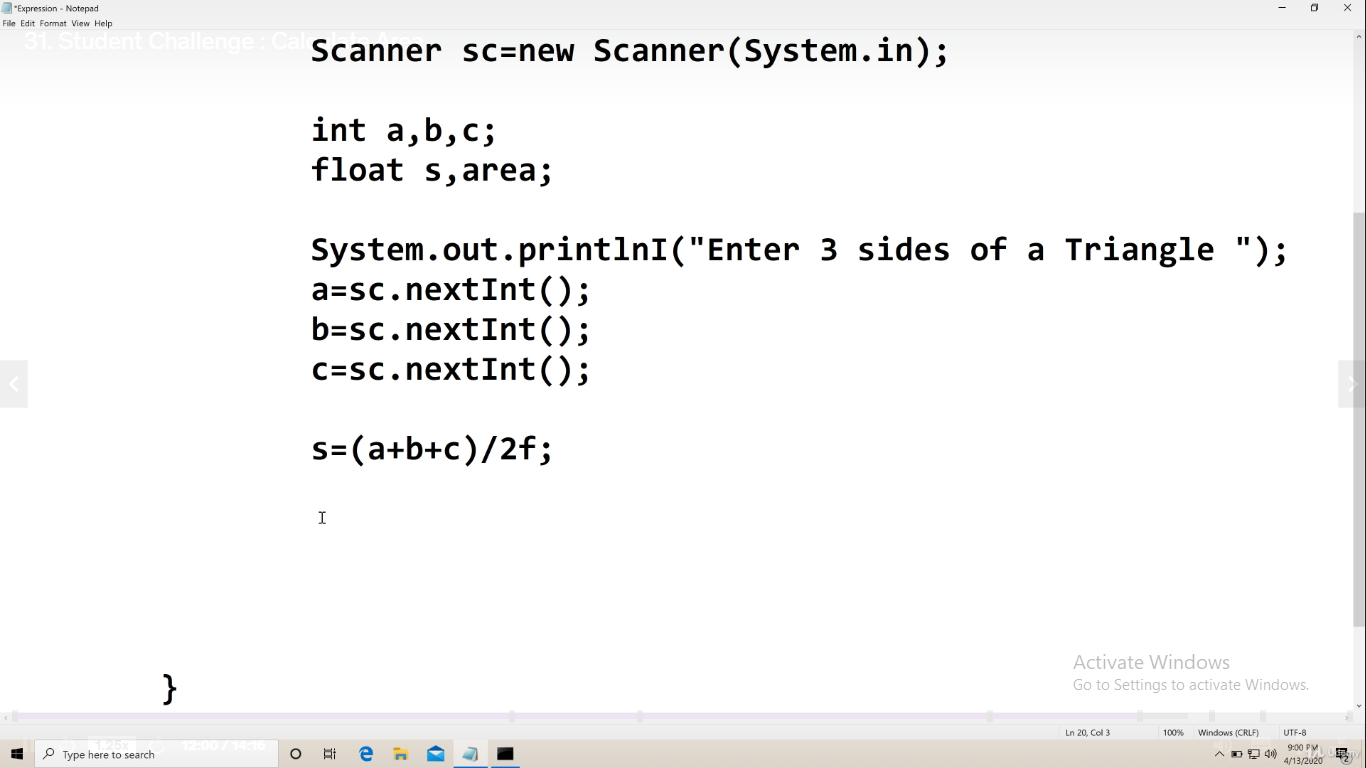 *Expression - Notepad
File Edit Format View Help
31. Student Challenge : Calculate Area
Scanner sc=new Scanner(System.in);
int a,b,c;
float s,area;
System.out.printlnI("Enter 3 sides of a Triangle ");
a=sc.nextInt();
b=sc.nextInt();
c=sc.nextInt();
s=(a+b+c)/2f;
}
Activate Windows
Go to Settings to activate Windows.
Ln 20, Col 3 100% Windows (CRLF) UTF-8
Type here to search
1.25x 12:00 / 14:16
9:00 PM
4/13/2020
2